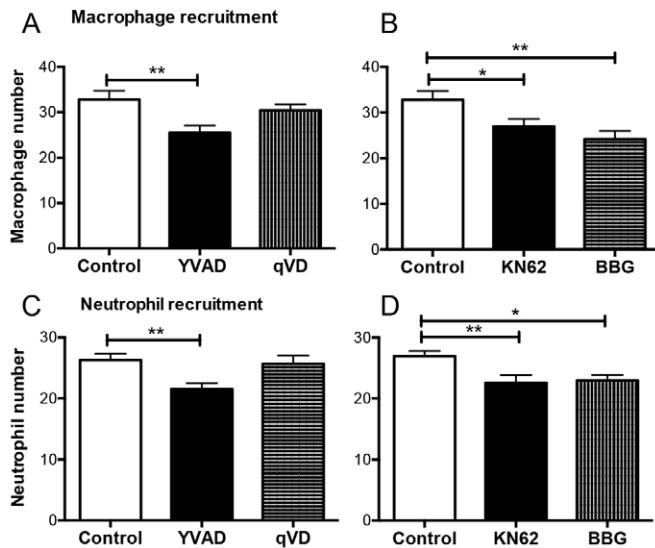 A Macrophage recruitment
Macrophage number
40
30
20
10
0
**
Control YVAD qVD
B
40
30
20
10
0
**
*
Control KN62 BBG
C Neutrophil recruitment
Neutrophil number
30
20
10
0
**
Control YVAD qVD
D
30
20
10
0
*
**
Control KN62 BBG